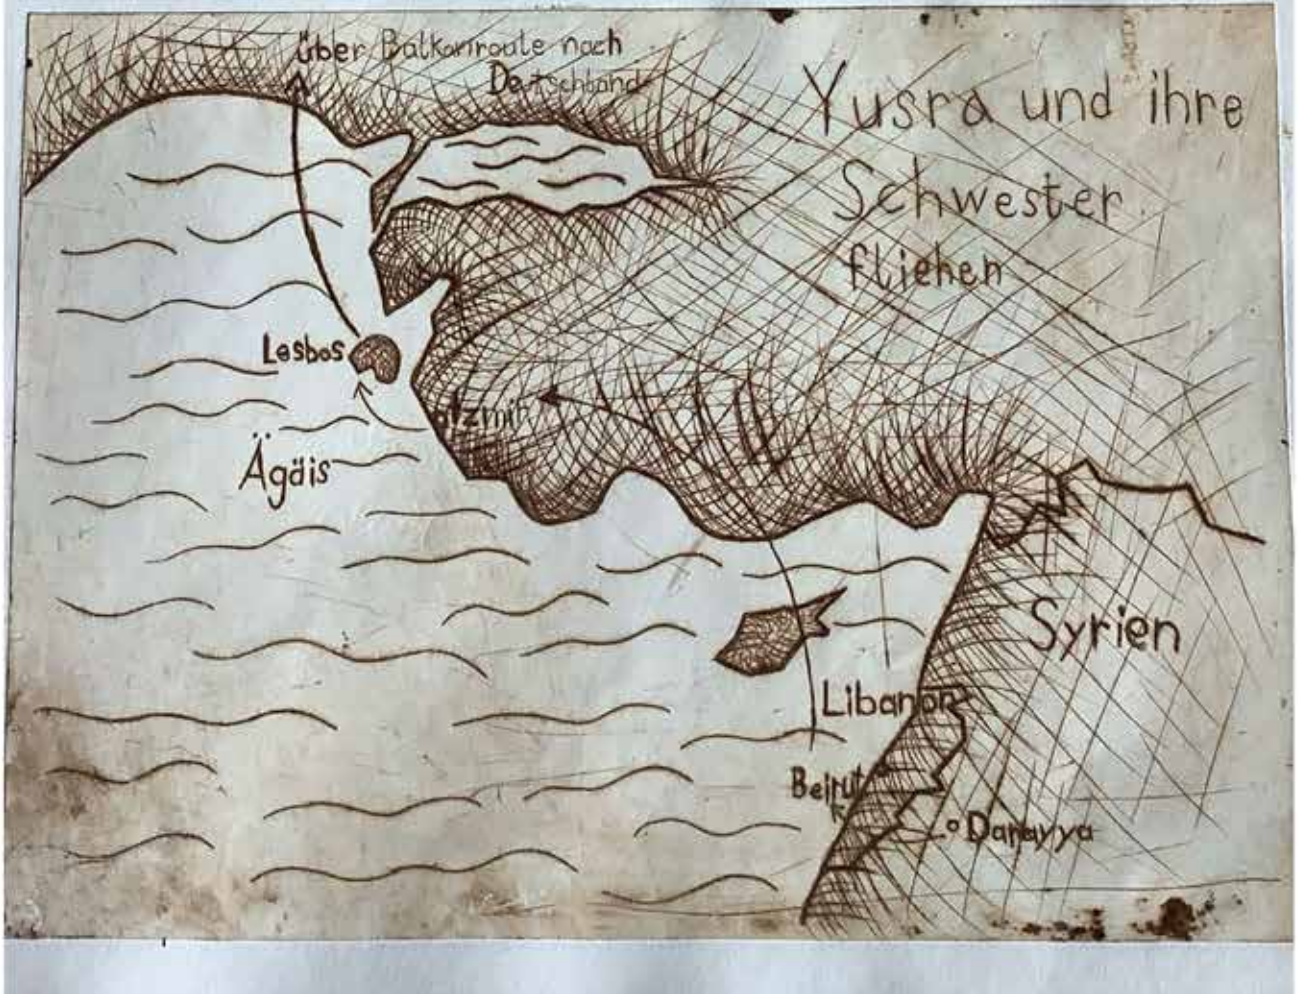 über Balkanroute nach
Deutschland
Yusra und ihre
Schwester
fliehen
Lesbos
Izmir
Ägäis
Syrien
Libanon
Beirut
Darayya